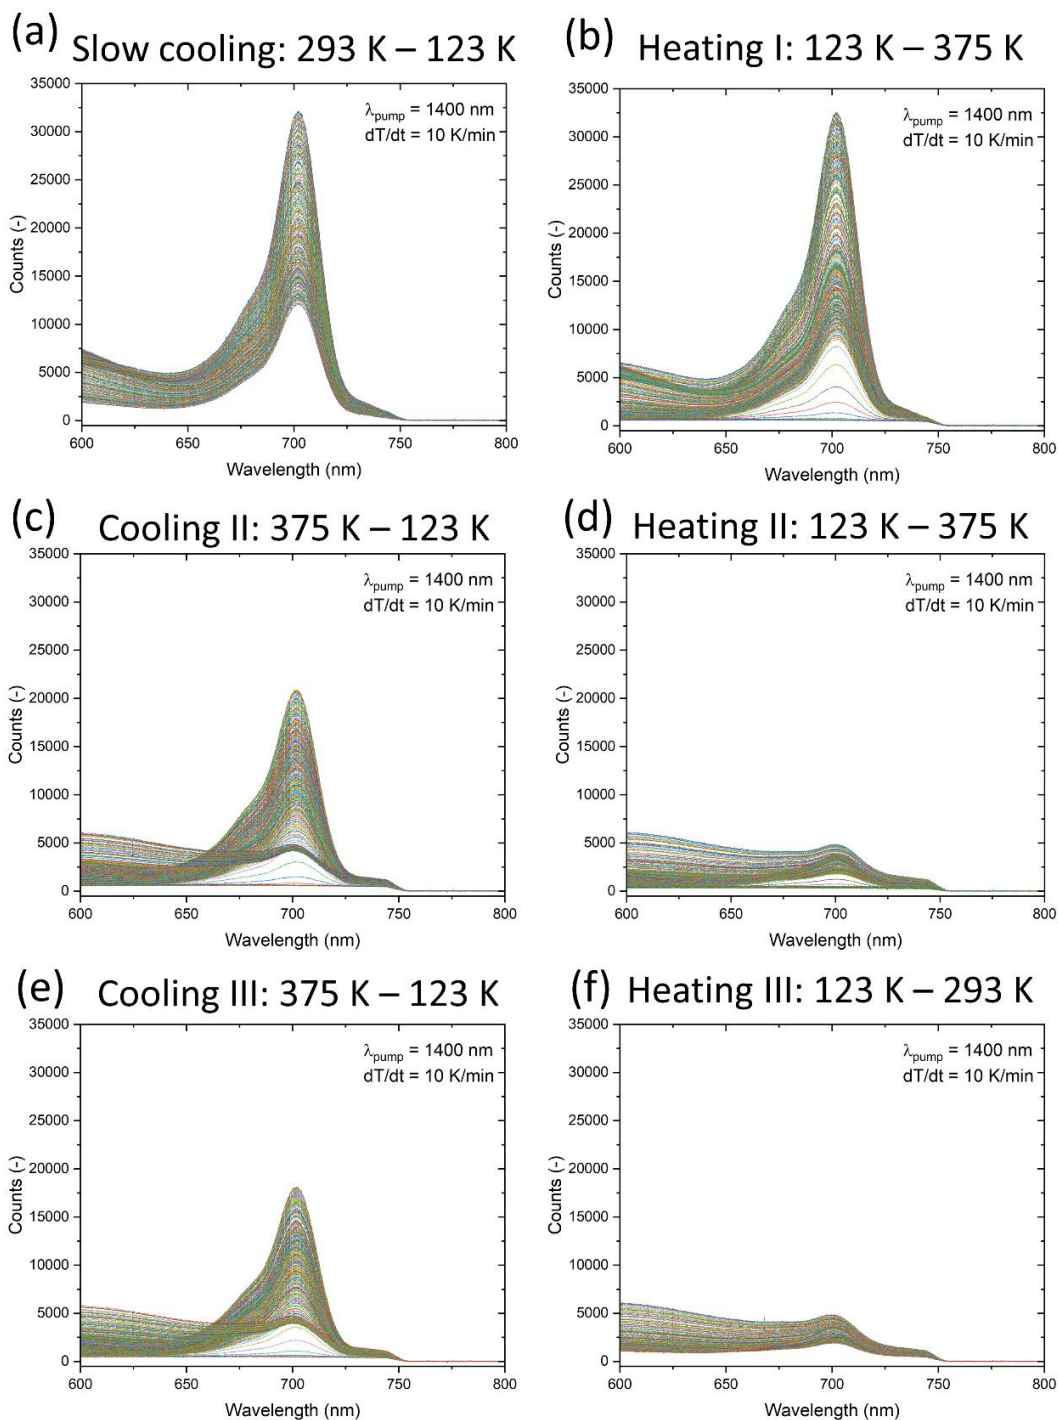 (a) Slow cooling: 293 K – 123 K
35000
30000
25000
20000
15000
10000
5000
0
Counts (-)
λpump = 1400 nm
dT/dt = 10 K/min
600 650 700 750 800
Wavelength (nm)
(b) Heating I: 123 K – 375 K
35000
30000
25000
20000
15000
10000
5000
0
Counts (-)
λpump = 1400 nm
dT/dt = 10 K/min
600 650 700 750 800
Wavelength (nm)
(c) Cooling II: 375 K – 123 K
35000
30000
25000
20000
15000
10000
5000
0
Counts (-)
λpump = 1400 nm
dT/dt = 10 K/min
600 650 700 750 800
Wavelength (nm)
(d) Heating II: 123 K – 375 K
35000
30000
25000
20000
15000
10000
5000
0
Counts (-)
λpump = 1400 nm
dT/dt = 10 K/min
600 650 700 750 800
Wavelength (nm)
(e) Cooling III: 375 K – 123 K
35000
30000
25000
20000
15000
10000
5000
0
Counts (-)
λpump = 1400 nm
dT/dt = 10 K/min
600 650 700 750 800
Wavelength (nm)
(f) Heating III: 123 K – 293 K
35000
30000
25000
20000
15000
10000
5000
0
Counts (-)
λpump = 1400 nm
dT/dt = 10 K/min
600 650 700 750 800
Wavelength (nm)